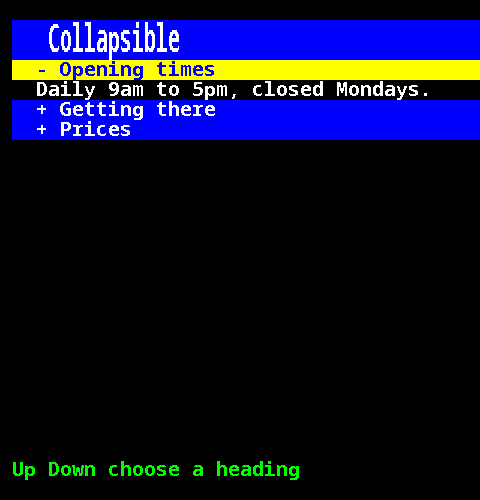 Collapsible
- Opening times
Daily 9am to 5pm, closed Mondays.
+ Getting there
+ Prices
Up Down choose a heading